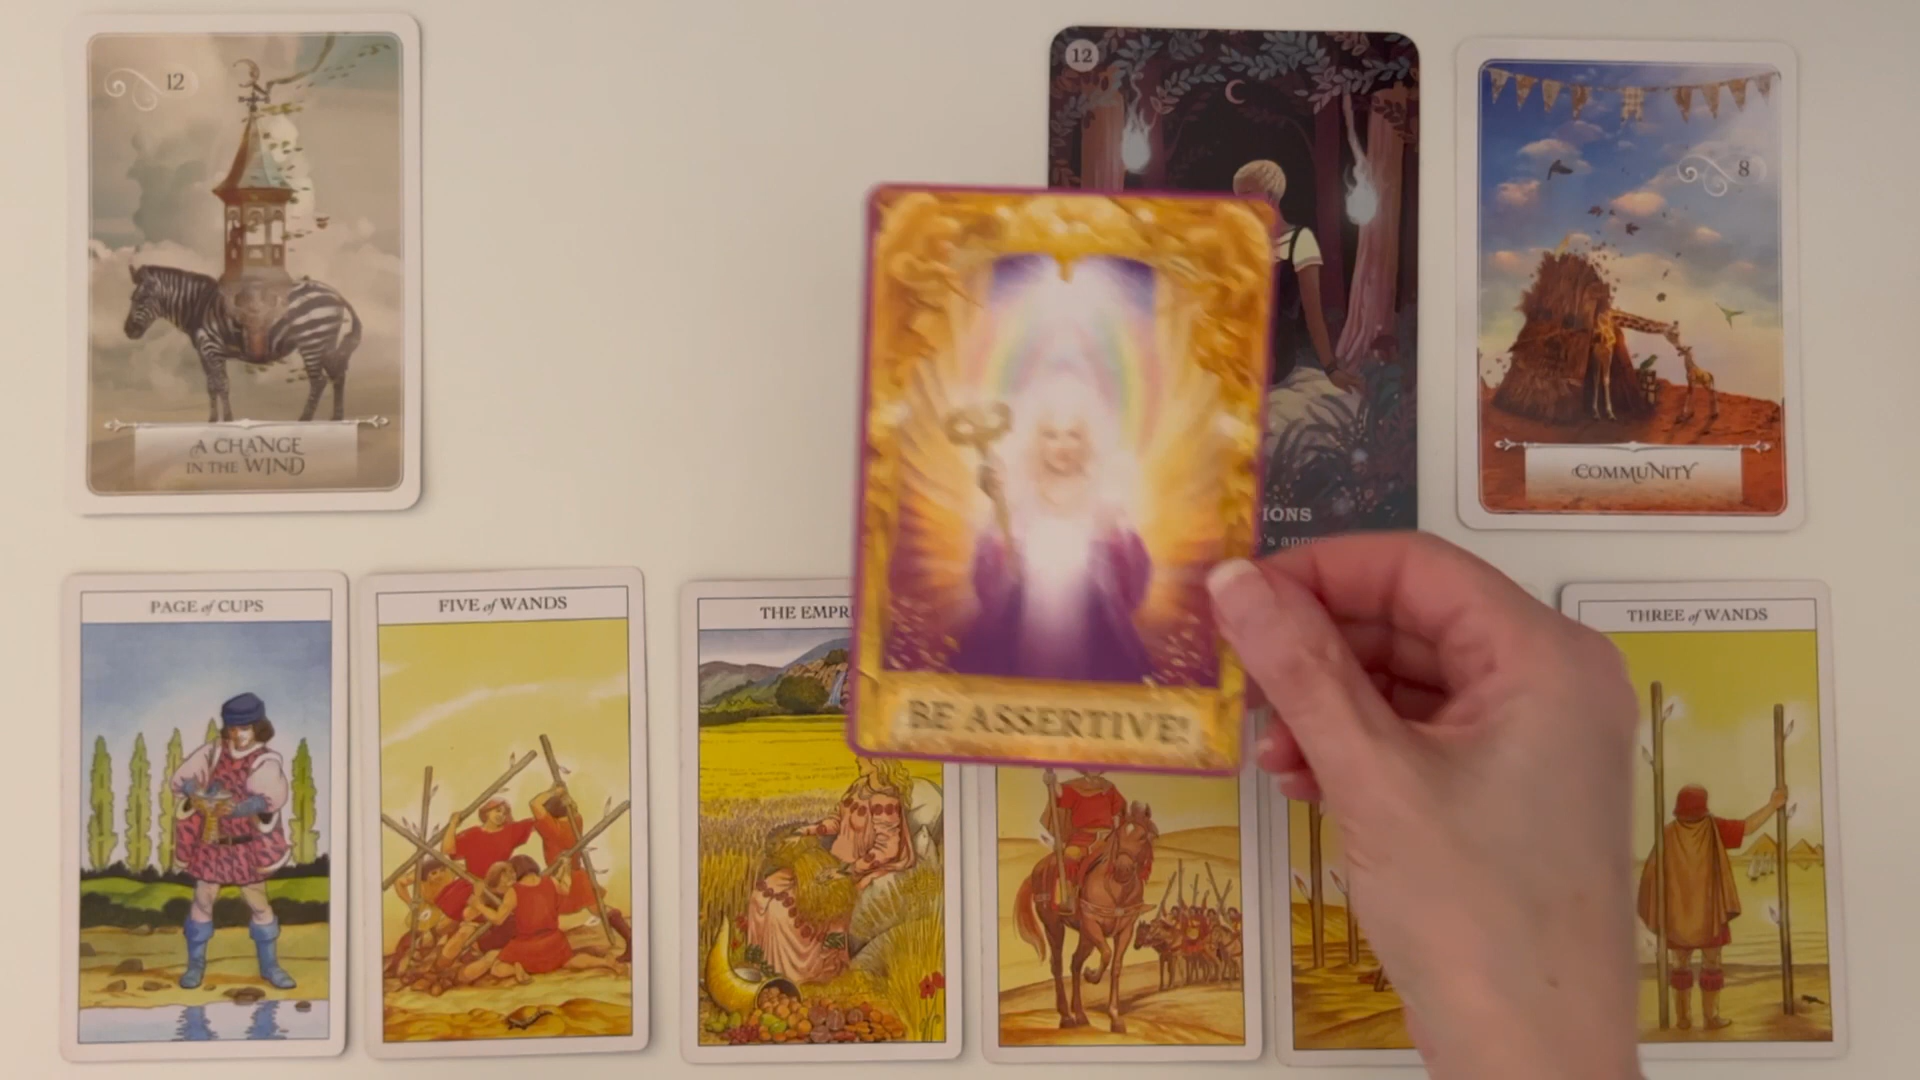 12
A CHANGE
IN THE WIND
12
IONS
's appr
8
COMMUNITY
BE ASSERTIVE!
PAGE of CUPS
FIVE of WANDS
THE EMPR
THREE of WANDS